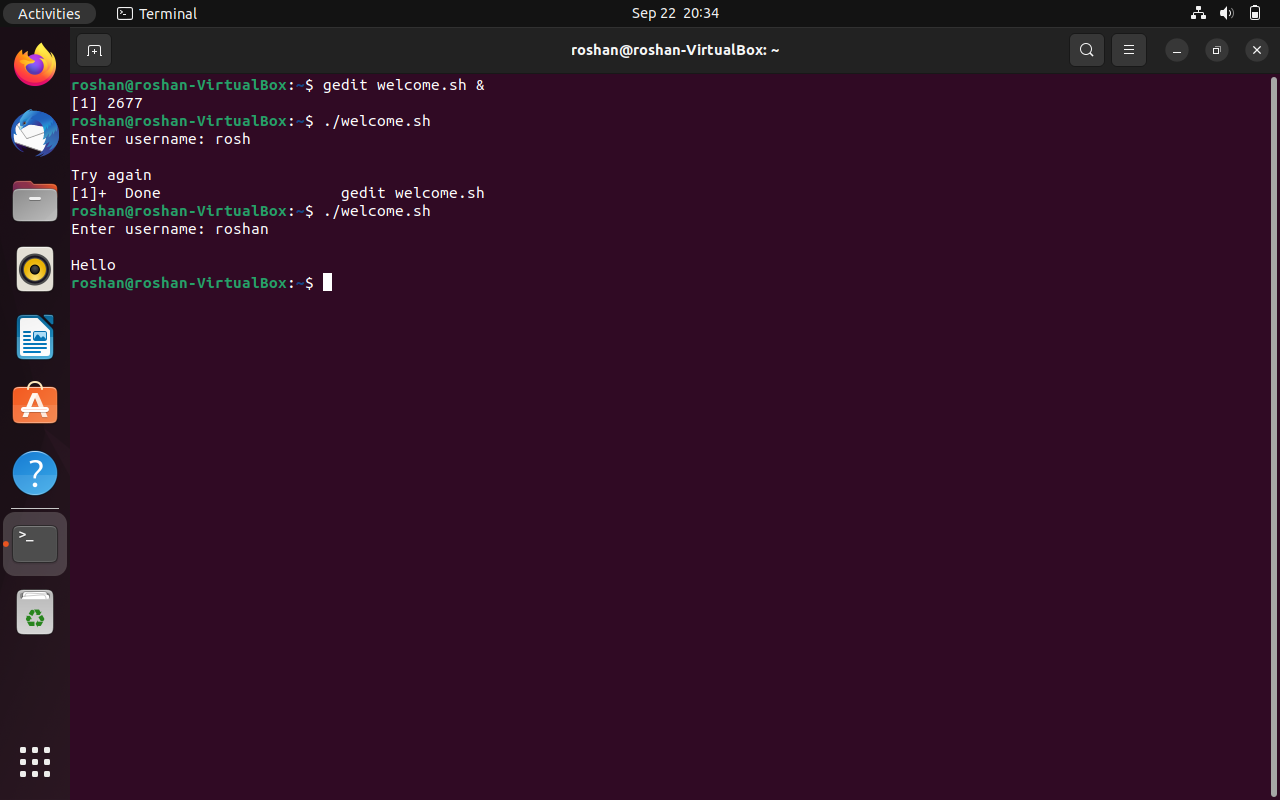 Activities
Terminal
Sep 22 20:34
roshan@roshan-VirtualBox: ~
roshan@roshan-VirtualBox:~$ gedit welcome.sh &
[1] 2677
roshan@roshan-VirtualBox:~$ ./welcome.sh
Enter username: rosh
Try again
[1]+  Done                    gedit welcome.sh
roshan@roshan-VirtualBox:~$ ./welcome.sh
Enter username: roshan
Hello
roshan@roshan-VirtualBox:~$